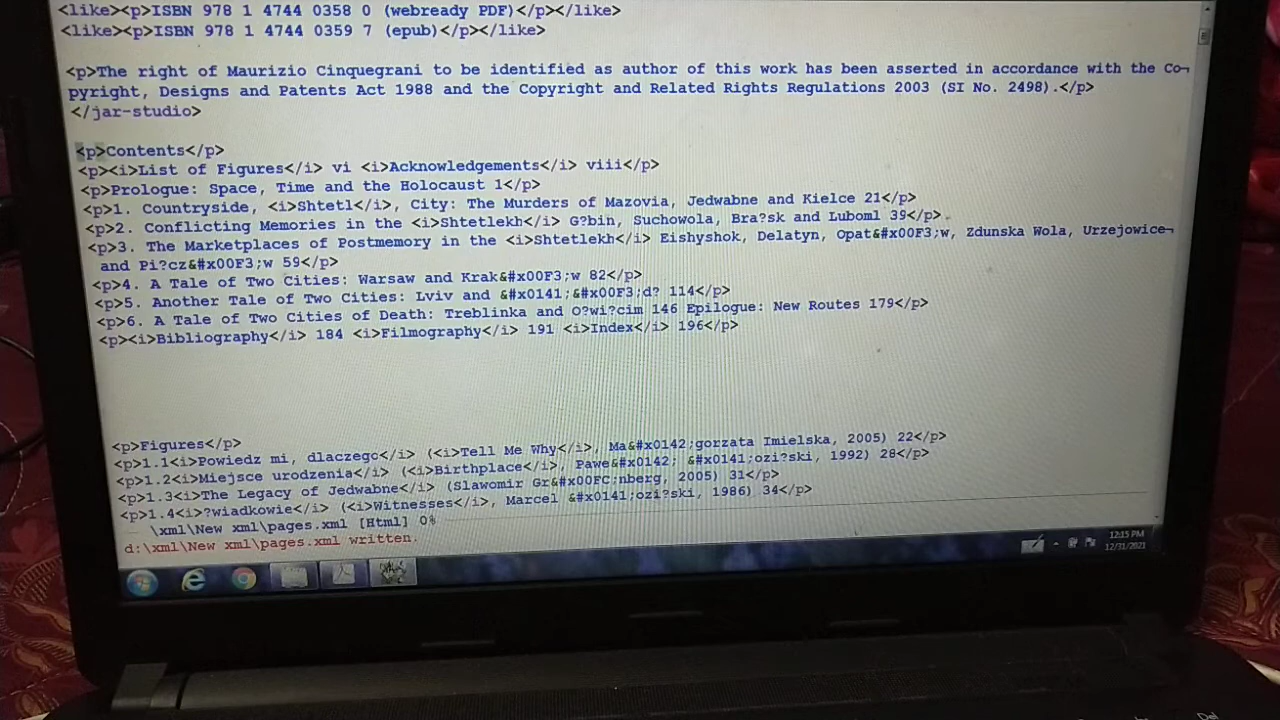 <like><p>ISBN 978 1 4744 0358 0 (webready PDF)</p></like>
<like><p>ISBN 978 1 4744 0359 7 (epub)</p></like>
<p>The right of Maurizio Cinquegrani to be identified as author of this work has been asserted in accordance with the Co¬
pyright, Designs and Patents Act 1988 and the Copyright and Related Rights Regulations 2003 (SI No. 2498).</p>
</jar-studio>
<p>Contents</p>
<p><i>List of Figures</i> vi <i>Acknowledgements</i> viii</p>
<p>Prologue: Space, Time and the Holocaust 1</p>
<p>1. Countryside, <i>Shtetl</i>, City: The Murders of Mazovia, Jedwabne and Kielce 21</p>
<p>2. Conflicting Memories in the <i>Shtetlekh</i> G?bin, Suchowola, Bra?sk and Luboml 39</p>
<p>3. The Marketplaces of Postmemory in the <i>Shtetlekh</i> Eishyshok, Delatyn, Opat&#x00F3;w, Zdunska Wola, Urzejowice¬
and Pi?cz&#x00F3;w 59</p>
<p>4. A Tale of Two Cities: Warsaw and Krak&#x00F3;w 82</p>
<p>5. Another Tale of Two Cities: Lviv and &#x0141;&#x00F3;d? 114</p>
<p>6. A Tale of Two Cities of Death: Treblinka and O?wi?cim 146 Epilogue: New Routes 179</p>
<p><i>Bibliography</i> 184 <i>Filmography</i> 191 <i>Index</i> 196</p>
<p>Figures</p>
<p>1.1<i>Powiedz mi, dlaczego</i> (<i>Tell Me Why</i>, Ma&#x0142;gorzata Imielska, 2005) 22</p>
<p>1.2<i>Miejsce urodzenia</i> (<i>Birthplace</i>, Pawe&#x0142; &#x0141;ozi?ski, 1992) 28</p>
<p>1.3<i>The Legacy of Jedwabne</i> (Slawomir Gr&#x00FC;nberg, 2005) 31</p>
<p>1.4<i>?wiadkowie</i> (<i>Witnesses</i>, Marcel &#x0141;ozi?ski, 1986) 34</p>
\xml\New xml\pages.xml [Html] 0%
d:\xml\New xml\pages.xml written.
12:15 PM
12/31/2021